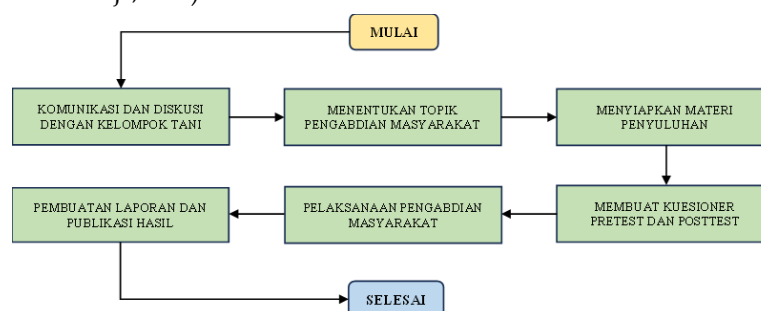 MULAI
KOMUNIKASI DAN DISKUSI
DENGAN KELOMPOK TANI
MENENTUKAN TOPIK
PENGABDIAN MASYARAKAT
MENYIAPKAN MATERI
PENYULUHAN
MEMBUAT KUESIONER
PRETEST DAN POSTTEST
PELAKSANAAN PENGABDIAN
MASYARAKAT
PEMBUATAN LAPORAN DAN
PUBLIKASI HASIL
SELESAI